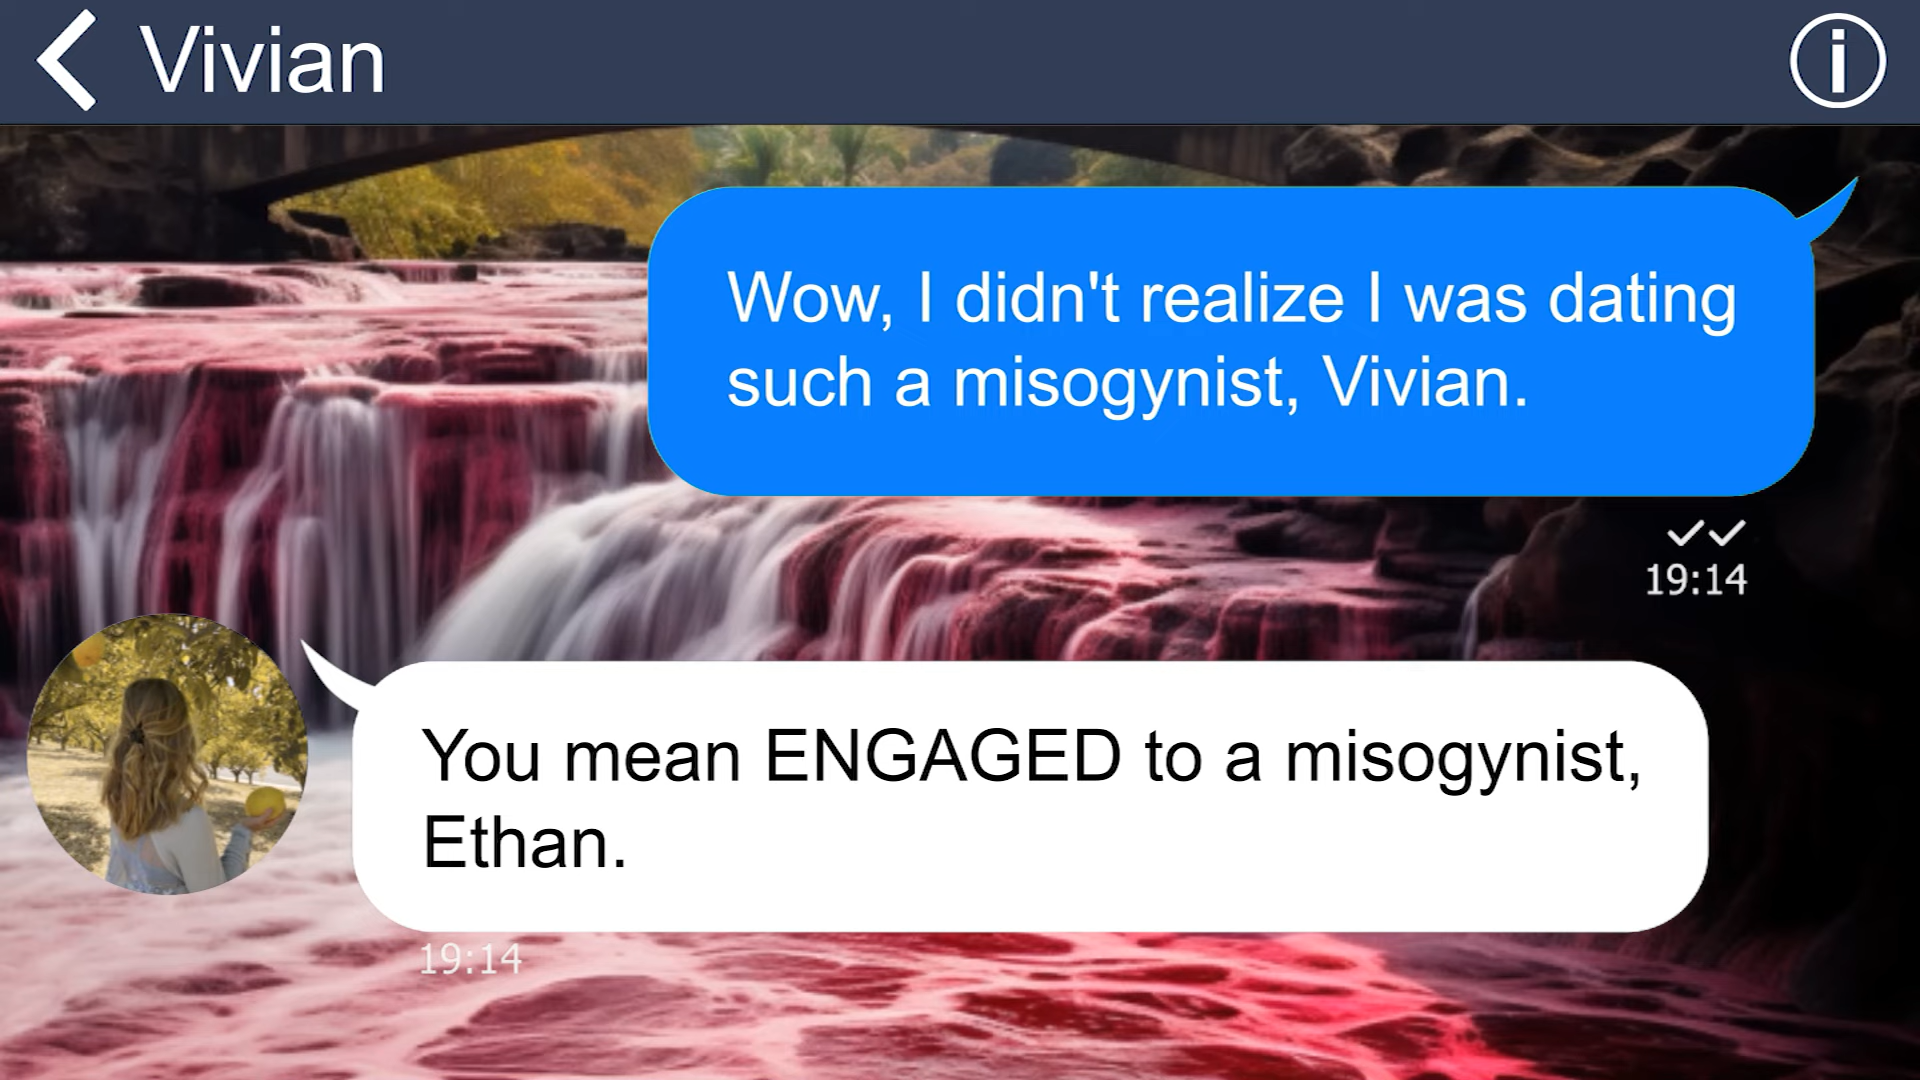 Vivian
Wow, I didn't realize I was dating
such a misogynist, Vivian.
19:14
You mean ENGAGED to a misogynist,
Ethan.
19:14